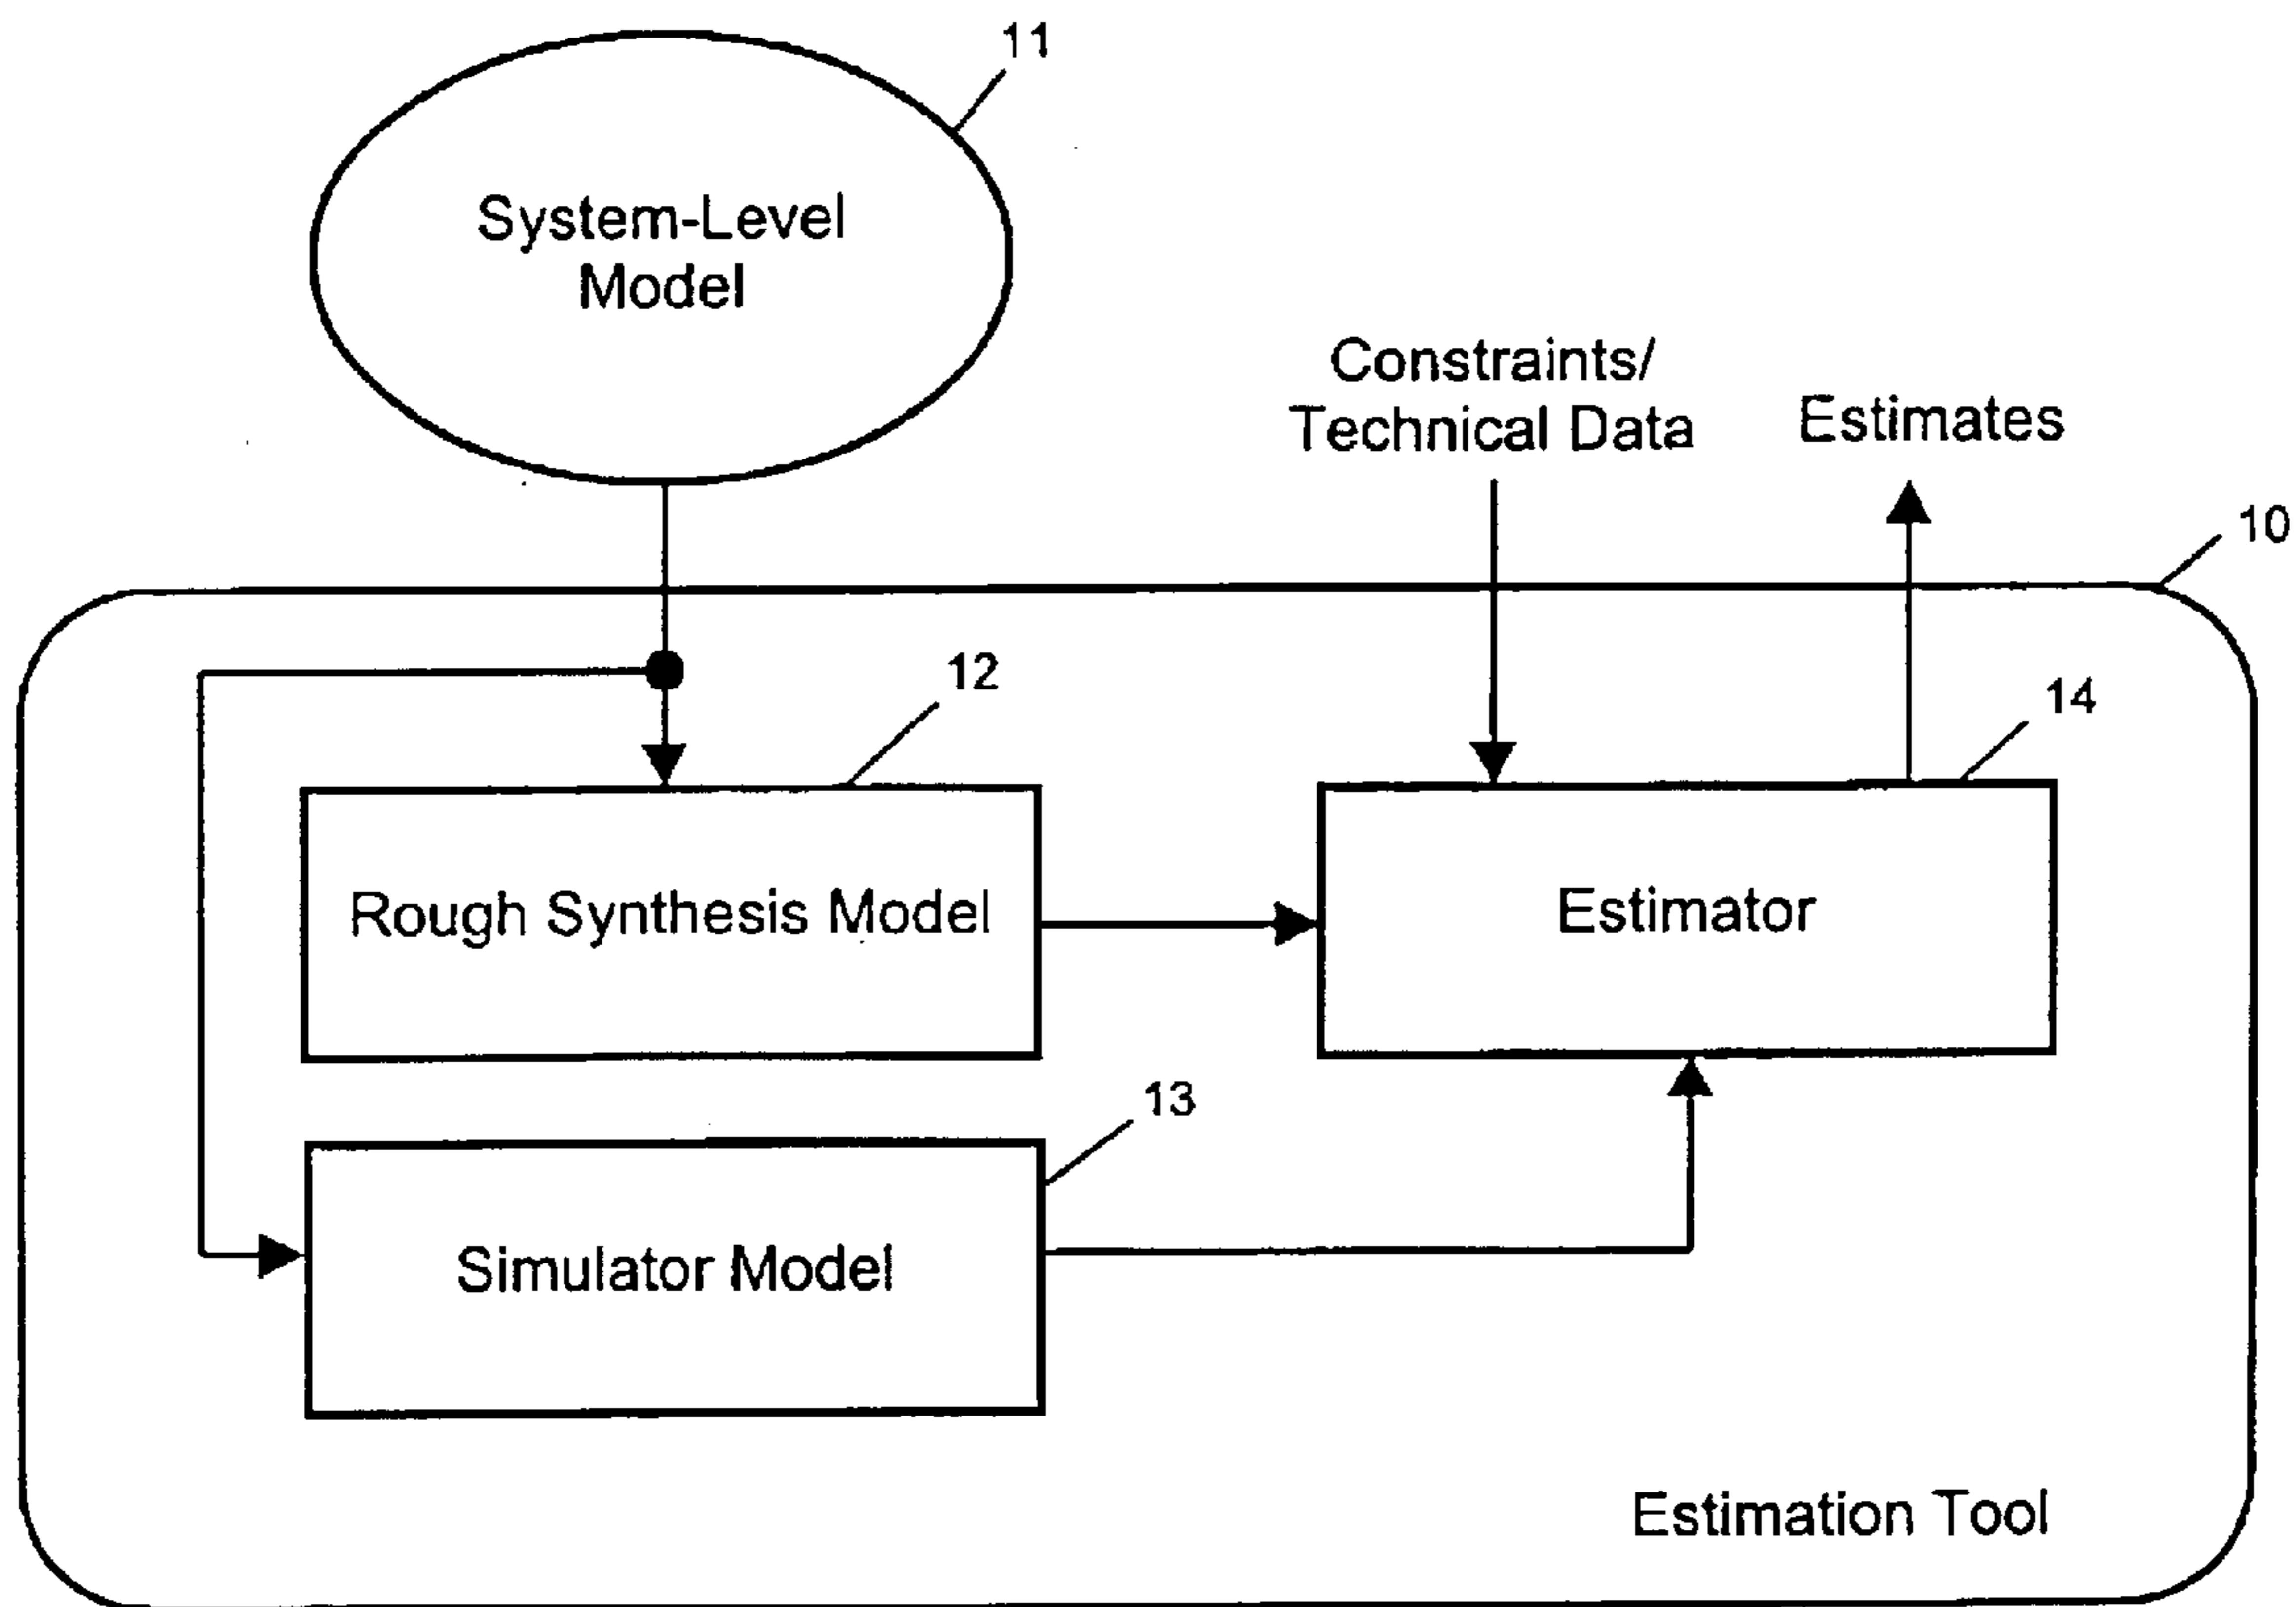 11
System-Level
Model
Constraints/
Technical Data
Estimates
10
12
14
Rough Synthesis Model
Estimator
13
Simulator Model
Estimation Tool